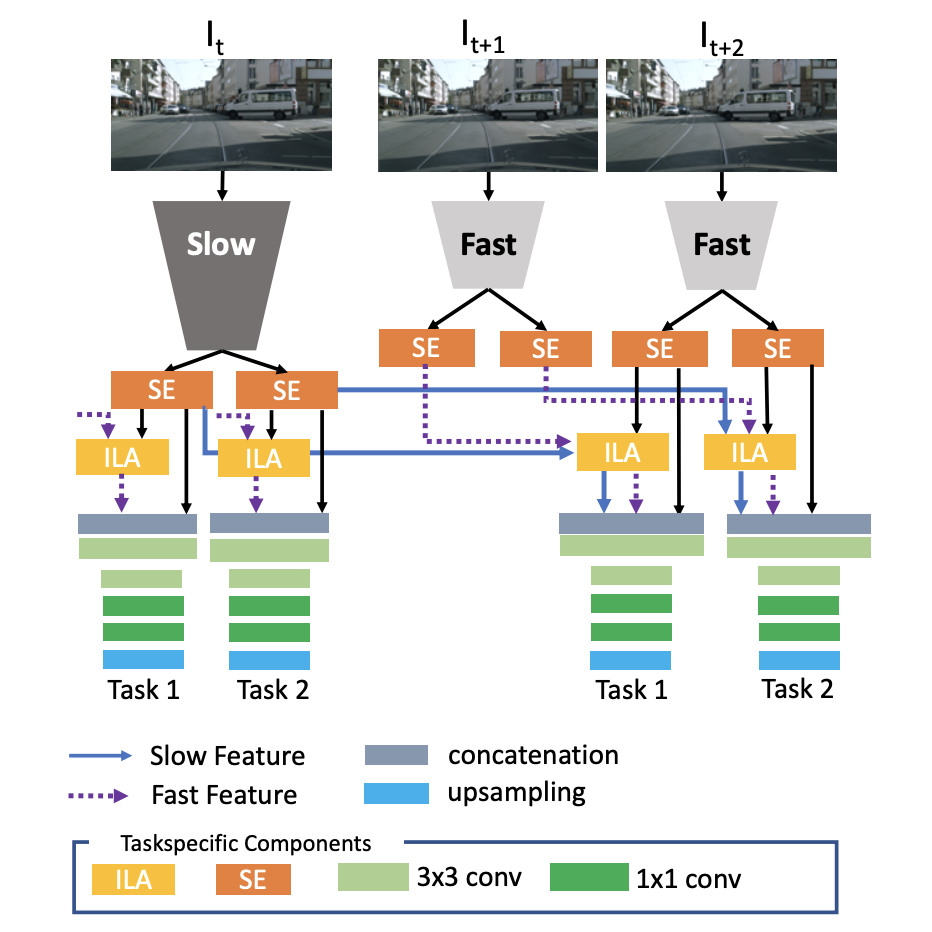 I_t I_t+1 I_t+2
Slow Fast Fast
SE SE SE SE
SE SE
ILA ILA ILA ILA
Task 1 Task 2 Task 1 Task 2
Slow Feature concatenation
Fast Feature upsampling
Taskspecific Components
ILA SE 3x3 conv 1x1 conv